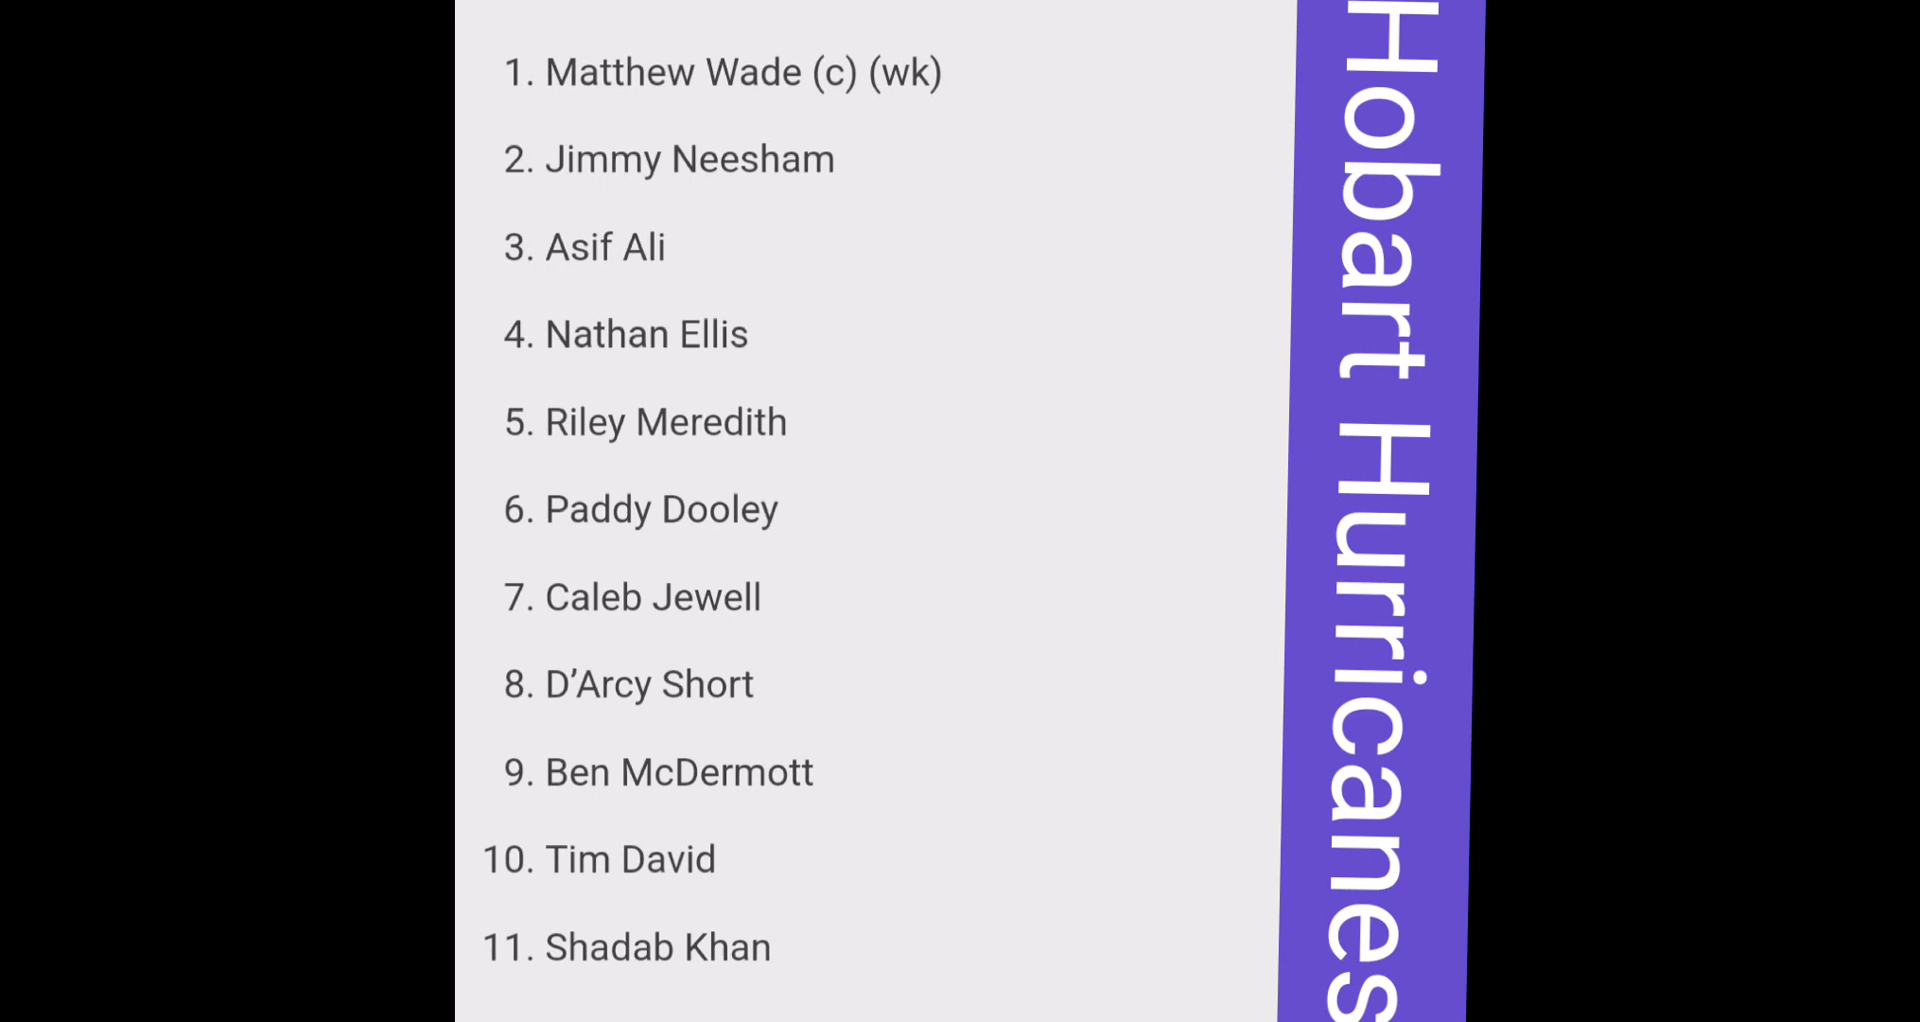 1. Matthew Wade (c) (wk)
2. Jimmy Neesham
3. Asif Ali
4. Nathan Ellis
5. Riley Meredith
6. Paddy Dooley
7. Caleb Jewell
8. D’Arcy Short
9. Ben McDermott
10. Tim David
11. Shadab Khan
Hobart Hurricanes